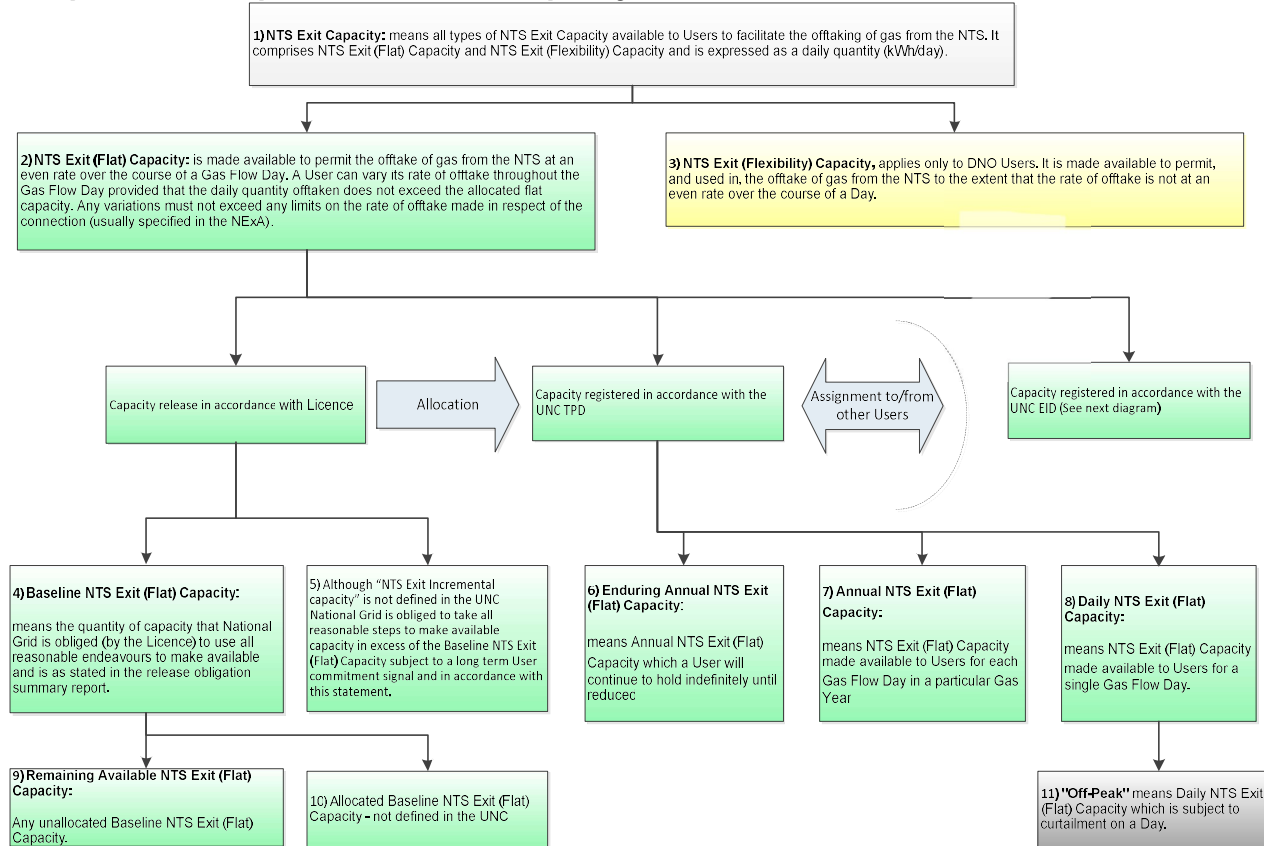 1) NTS Exit Capacity: means all types of NTS Exit Capacity available to Users to facilitate the offtaking of gas from the NTS. It
comprises NTS Exit (Flat) Capacity and NTS Exit (Flexibility) Capacity and is expressed as a daily quantity (kWh/day).
2) NTS Exit (Flat) Capacity: is made available to permit the offtake of gas from the NTS at an
even rate over the course of a Gas Flow Day. A User can vary its rate of offtake throughout the
Gas Flow Day provided that the daily quantity offtaken does not exceed the allocated flat
capacity. Any variations must not exceed any limits on the rate of offtake made in respect of the
connection (usually specified in the NExA).
3) NTS Exit (Flexibility) Capacity, applies only to DNO Users. It is made available to permit,
and used in, the offtake of gas from the NTS to the extent that the rate of offtake is not at an
even rate over the course of a Day.
Capacity release in accordance with Licence
Allocation
Capacity registered in accordance with the
UNC TPD
Assignment to/from
other Users
Capacity registered in accordance with the
UNC EID (See next diagram)
4) Baseline NTS Exit (Flat) Capacity:
means the quantity of capacity that National
Grid is obliged (by the Licence) to use all
reasonable endeavours to make available
and is as stated in the release obligation
summary report.
5) Although "NTS Exit Incremental
capacity" is not defined in the UNC
National Grid is obliged to take all
reasonable steps to make available
capacity in excess of the Baseline NTS Exit
(Flat) Capacity subject to a long term User
commitment signal and in accordance with
this statement.
6) Enduring Annual NTS Exit
(Flat) Capacity:
means Annual NTS Exit (Flat)
Capacity which a User will
continue to hold indefinitely until
reduced
7) Annual NTS Exit (Flat)
Capacity:
means NTS Exit (Flat) Capacity
made available to Users for each
Gas Flow Day in a particular Gas
Year
8) Daily NTS Exit (Flat)
Capacity:
means NTS Exit (Flat) Capacity
made available to Users for a
single Gas Flow Day.
9) Remaining Available NTS Exit (Flat)
Capacity:
Any unallocated Baseline NTS Exit (Flat)
Capacity.
10) Allocated Baseline NTS Exit (Flat)
Capacity - not defined in the UNC
11) "Off-Peak" means Daily NTS Exit
(Flat) Capacity which is subject to
curtailment on a Day.